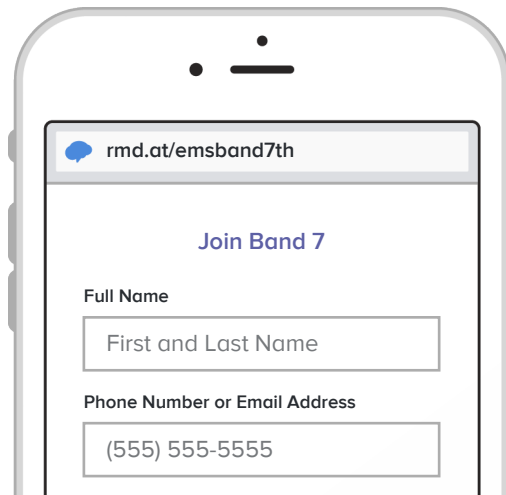 rmd.at/emsband7th
Join Band 7
Full Name
First and Last Name
Phone Number or Email Address
(555) 555-5555